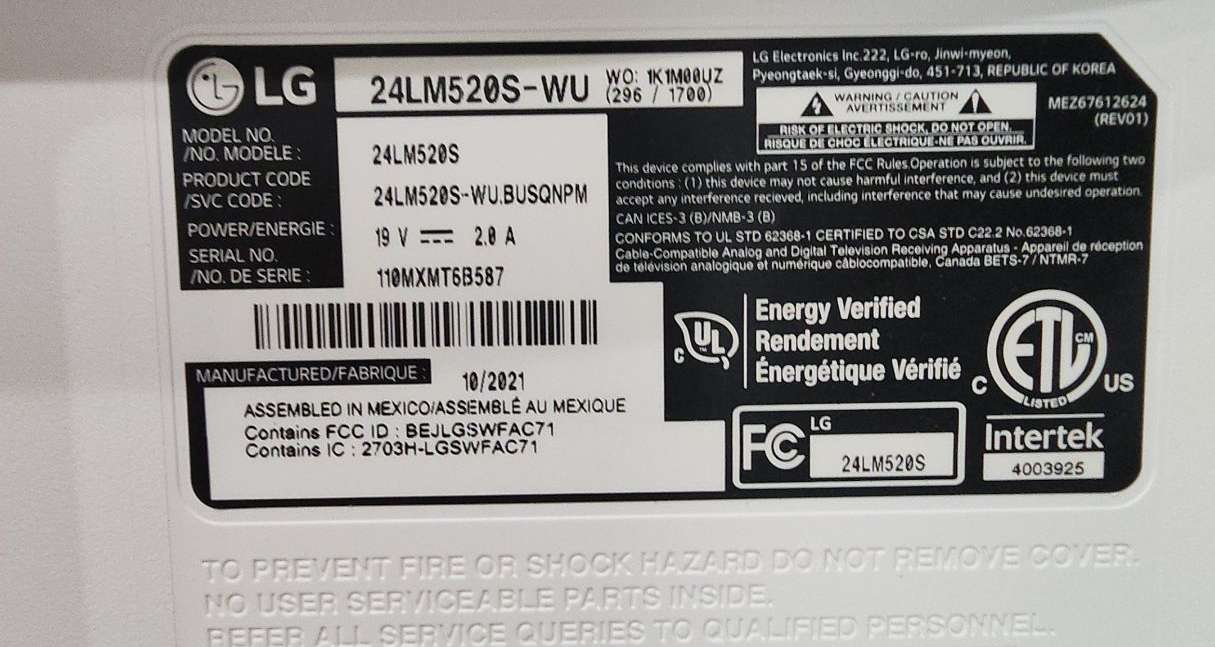 LG
24LM520S-WU
WO: 1K1M00UZ
(296 / 1700)
LG Electronics Inc.222, LG-ro, Jinwi-myeon,
Pyeongtaek-si, Gyeonggi-do, 451-713, REPUBLIC OF KOREA
WARNING / CAUTION
AVERTISSEMENT
RISK OF ELECTRIC SHOCK, DO NOT OPEN.
RISQUE DE CHOC ÉLECTRIQUE-NE PAS OUVRIR.
MEZ67612624
(REV01)
MODEL NO.
/NO. MODÈLE : 24LM520S
PRODUCT CODE
/SVC CODE : 24LM520S-WU.BUSQNPM
POWER/ENERGIE : 19 V 2.0 A
SERIAL NO.
/NO. DE SERIE : 110MXMT6B587
This device complies with part 15 of the FCC Rules.Operation is subject to the following two
conditions : (1) this device may not cause harmful interference, and (2) this device must
accept any interference recieved, including interference that may cause undesired operation.
CAN ICES-3 (B)/NMB-3 (B)
CONFORMS TO UL STD 62368-1 CERTIFIED TO CSA STD C22.2 No.62368-1
Cable-Compatible Analog and Digital Television Receiving Apparatus - Appareil de réception
de télévision analogique et numérique câblocompatible, Canada BETS-7 / NTMR-7
MANUFACTURED/FABRIQUE : 10/2021
ASSEMBLED IN MEXICO/ASSEMBLÉ AU MEXIQUE
Contains FCC ID : BEJLGSWFAC71
Contains IC : 2703H-LGSWFAC71
C UL
Energy Verified
Rendement
Énergétique Vérifié
C ETL CM US
LISTED
Intertek
4003925
FC LG
24LM520S
TO PREVENT FIRE OR SHOCK HAZARD DO NOT REMOVE COVER.
NO USER SERVICEABLE PARTS INSIDE.
REFER ALL SERVICE QUERIES TO QUALIFIED PERSONNEL.